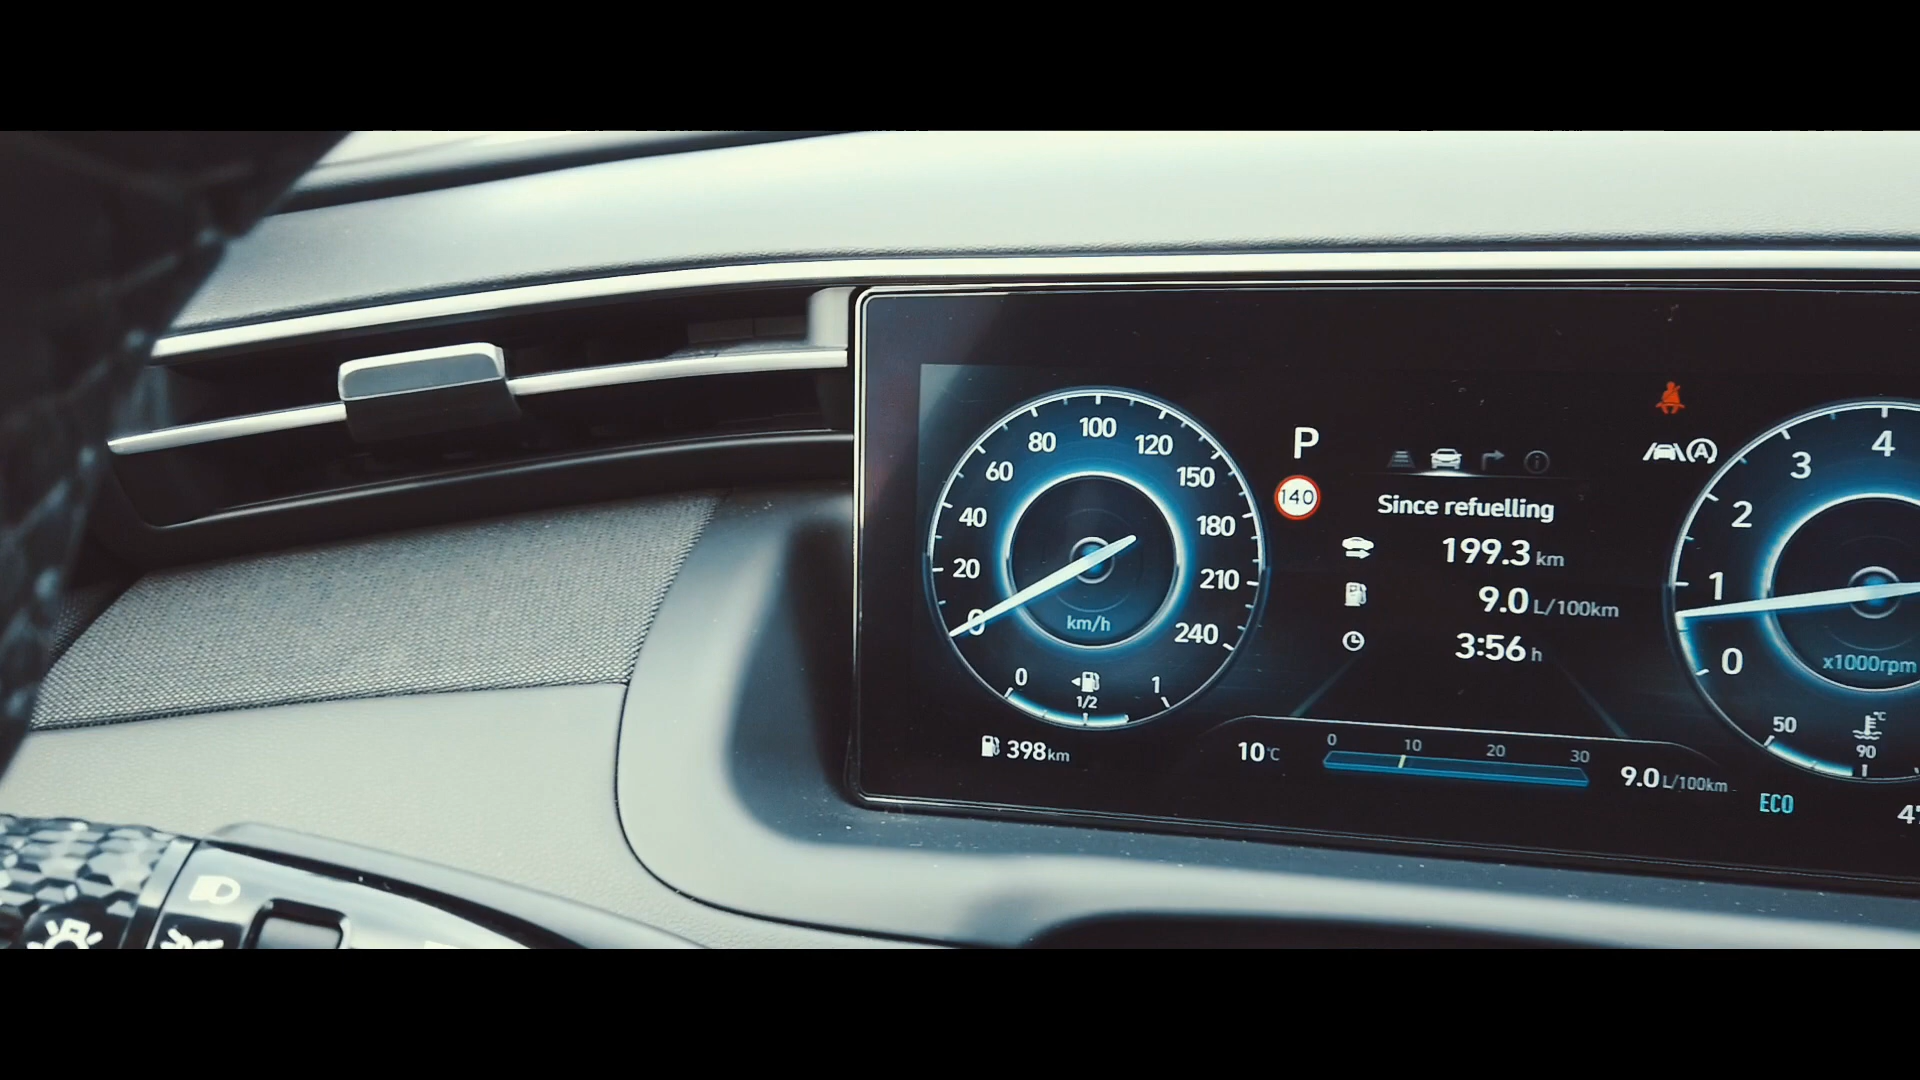 0
20
40
60
80
100
120
150
180
210
240
km/h
0
1/2
1
398km
P
140
Since refuelling
199.3 km
9.0 L/100km
3:56 h
10°C
0 10 20 30
9.0 L/100km
ECO
A
0
1
2
3
4
x1000rpm
50
°C
90